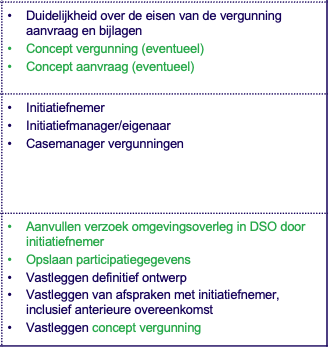 • Duidelijkheid over de eisen van de vergunning
aanvraag en bijlagen
• Concept vergunning (eventueel)
• Concept aanvraag (eventueel)
• Initiatiefnemer
• Initiatiefmanager/eigenaar
• Casemanager vergunningen
• Aanvullen verzoek omgevingsoverleg in DSO door
initiatiefnemer
• Opslaan participatiegegevens
• Vastleggen definitief ontwerp
• Vastleggen van afspraken met initiatiefnemer,
inclusief anterieure overeenkomst
• Vastleggen concept vergunning